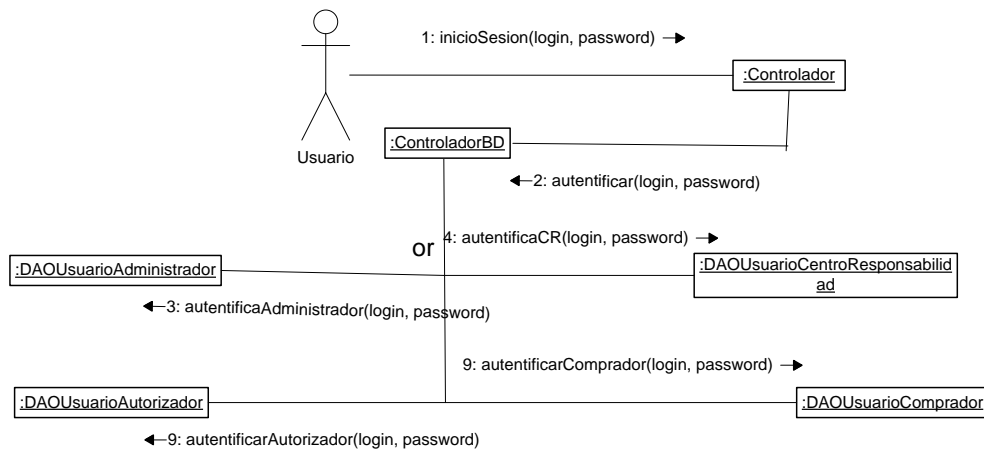 1: inicioSesion(login, password)
:Controlador
Usuario
:ControladorBD
2: autentificar(login, password)
or
4: autentificaCR(login, password)
:DAOUsuarioAdministrador
:DAOUsuarioCentroResponsabilid
ad
3: autentificaAdministrador(login, password)
9: autentificarComprador(login, password)
:DAOUsuarioAutorizador
:DAOUsuarioComprador
9: autentificarAutorizador(login, password)